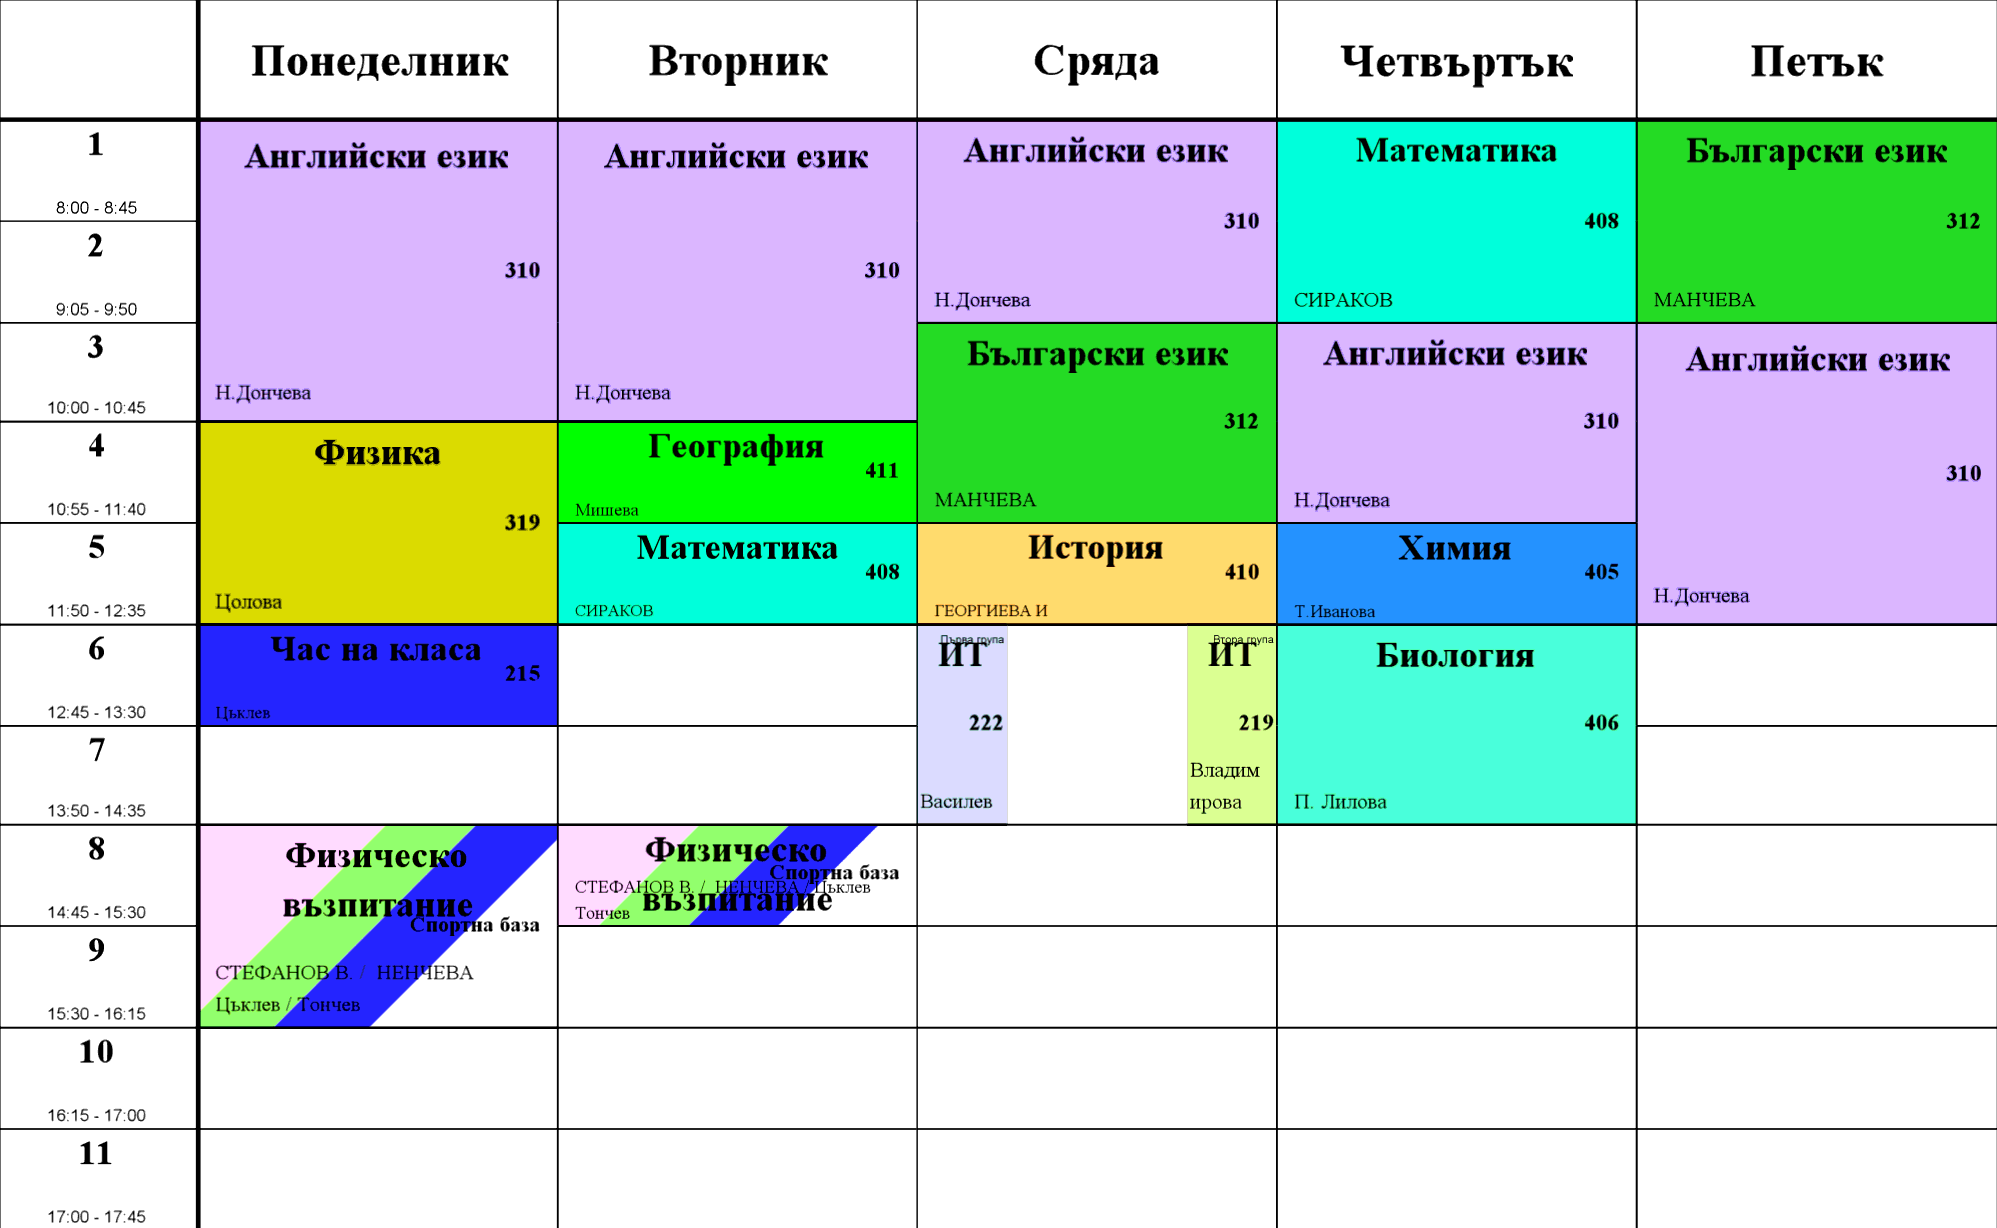 Понеделник
Вторник
Сряда
Четвъртък
Петък
1
8:00 - 8:45
2
9:05 - 9:50
3
10:00 - 10:45
4
10:55 - 11:40
5
11:50 - 12:35
6
12:45 - 13:30
7
13:50 - 14:35
8
14:45 - 15:30
9
15:30 - 16:15
10
16:15 - 17:00
11
17:00 - 17:45
Английски език
310
Н.Дончева
Физика
319
Цолова
Час на класа
215
Цъклев
Физическо
възпитание
Спортна база
СТЕФАНОВ В. / НЕНЧЕВА
Цъклев / Тончев
Английски език
310
Н.Дончева
География
411
Мишева
Математика
408
СИРАКОВ
Физическо
възпитание
Спортна база
СТЕФАНОВ В. / НЕНЧЕВА / Цъклев
Тончев
Английски език
310
Н.Дончева
Български език
312
МАНЧЕВА
История
410
ГЕОРГИЕВА И
Първа група
ИТ
222
Василев
Втора група
ИТ
219
Владим
ирова
Математика
408
СИРАКОВ
Английски език
310
Н.Дончева
Химия
405
Т.Иванова
Биология
406
П. Лилова
Български език
312
МАНЧЕВА
Английски език
310
Н.Дончева